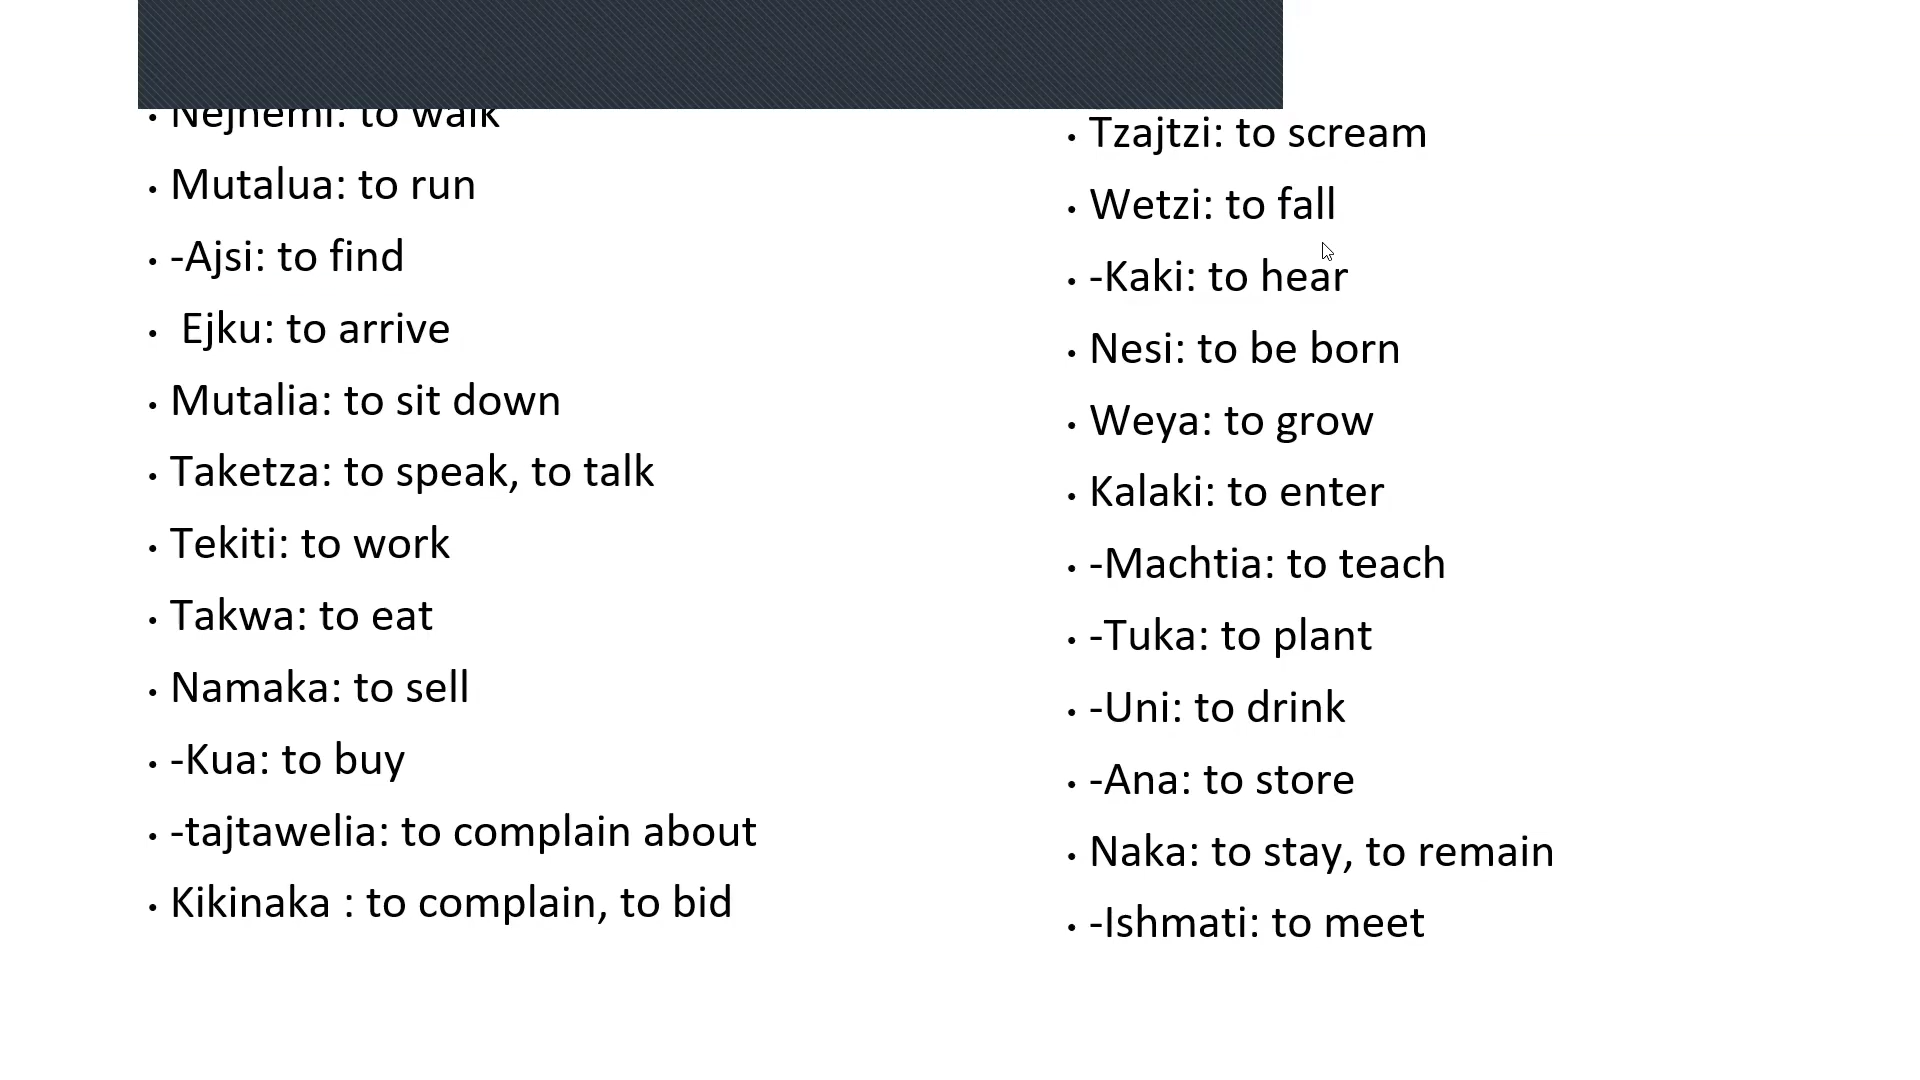 • Nejnemi: to walk
• Mutalua: to run
• -Ajsi: to find
• Ejku: to arrive
• Mutalia: to sit down
• Taketza: to speak, to talk
• Tekiti: to work
• Takwa: to eat
• Namaka: to sell
• -Kua: to buy
• -tajtawelia: to complain about
• Kikinaka : to complain, to bid
• Tzajtzi: to scream
• Wetzi: to fall
• -Kaki: to hear
• Nesi: to be born
• Weya: to grow
• Kalaki: to enter
• -Machtia: to teach
• -Tuka: to plant
• -Uni: to drink
• -Ana: to store
• Naka: to stay, to remain
• -Ishmati: to meet